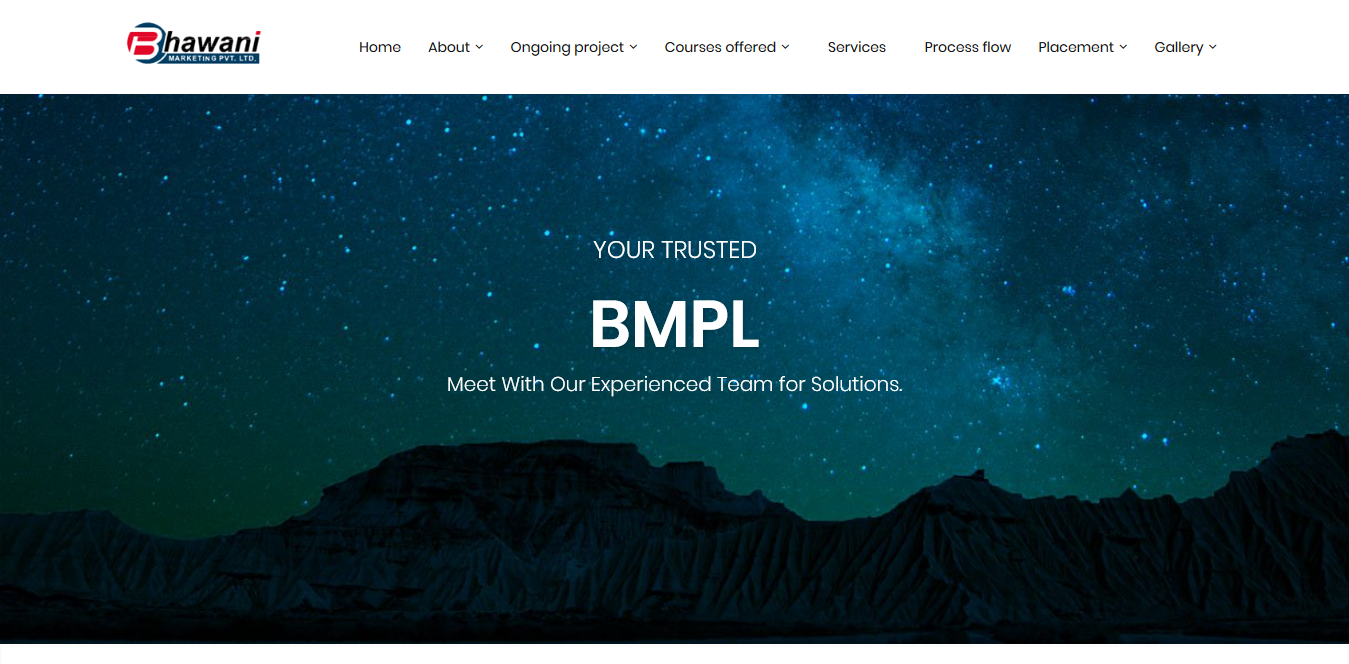 Bhawani
MARKETING PVT. LTD.
Home About Ongoing project Courses offered Services Process flow Placement Gallery
YOUR TRUSTED
BMPL
Meet With Our Experienced Team for Solutions.